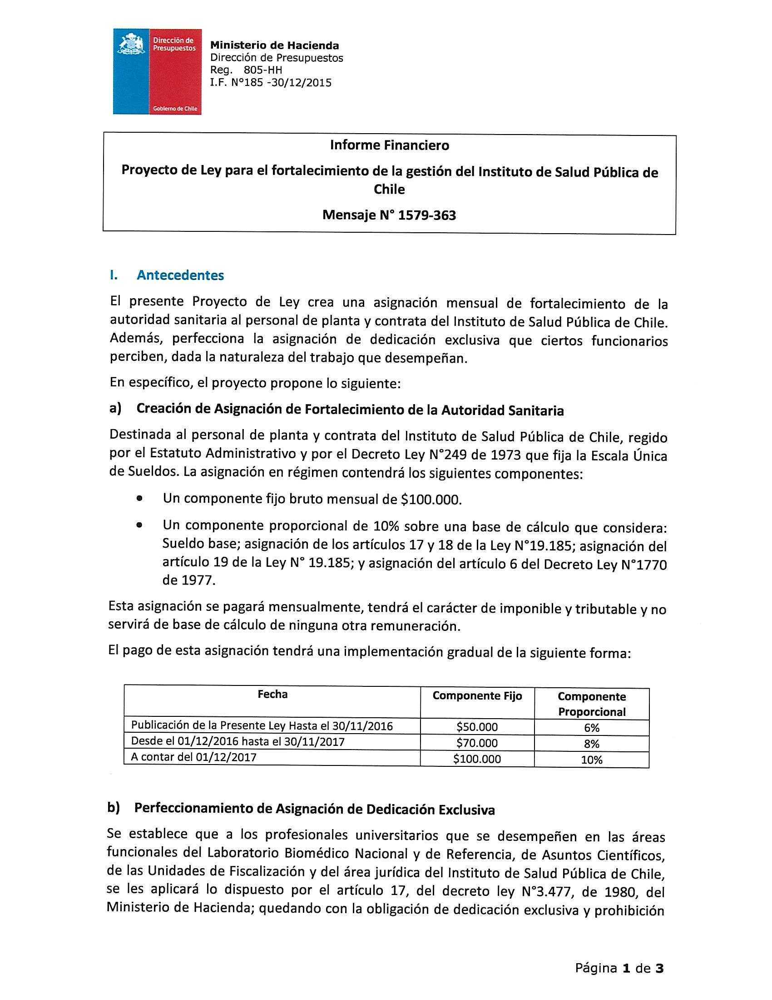 Dirección de
Presupuestos
Gobierno de Chile
Ministerio de Hacienda
Dirección de Presupuestos
Reg. 805-HH
I.F. N°185 -30/12/2015
Informe Financiero
Proyecto de Ley para el fortalecimiento de la gestión del Instituto de Salud Pública de
Chile
Mensaje N° 1579-363
I. Antecedentes
El presente Proyecto de Ley crea una asignación mensual de fortalecimiento de la
autoridad sanitaria al personal de planta y contrata del Instituto de Salud Pública de Chile.
Además, perfecciona la asignación de dedicación exclusiva que ciertos funcionarios
perciben, dada la naturaleza del trabajo que desempeñan.
En específico, el proyecto propone lo siguiente:
a) Creación de Asignación de Fortalecimiento de la Autoridad Sanitaria
Destinada al personal de planta y contrata del Instituto de Salud Pública de Chile, regido
por el Estatuto Administrativo y por el Decreto Ley N°249 de 1973 que fija la Escala Única
de Sueldos. La asignación en régimen contendrá los siguientes componentes:
• Un componente fijo bruto mensual de $100.000.
• Un componente proporcional de 10% sobre una base de cálculo que considera:
Sueldo base; asignación de los artículos 17 y 18 de la Ley N°19.185; asignación del
artículo 19 de la Ley N° 19.185; y asignación del artículo 6 del Decreto Ley N°1770
de 1977.
Esta asignación se pagará mensualmente, tendrá el carácter de imponible y tributable y no
servirá de base de cálculo de ninguna otra remuneración.
El pago de esta asignación tendrá una implementación gradual de la siguiente forma:
Fecha Componente Fijo Componente
Proporcional
Publicación de la Presente Ley Hasta el 30/11/2016 $50.000 6%
Desde el 01/12/2016 hasta el 30/11/2017 $70.000 8%
A contar del 01/12/2017 $100.000 10%
b) Perfeccionamiento de Asignación de Dedicación Exclusiva
Se establece que a los profesionales universitarios que se desempeñen en las áreas
funcionales del Laboratorio Biomédico Nacional y de Referencia, de Asuntos Científicos,
de las Unidades de Fiscalización y del área jurídica del Instituto de Salud Pública de Chile,
se les aplicará lo dispuesto por el artículo 17, del decreto ley N°3.477, de 1980, del
Ministerio de Hacienda; quedando con la obligación de dedicación exclusiva y prohibición
Página 1 de 3